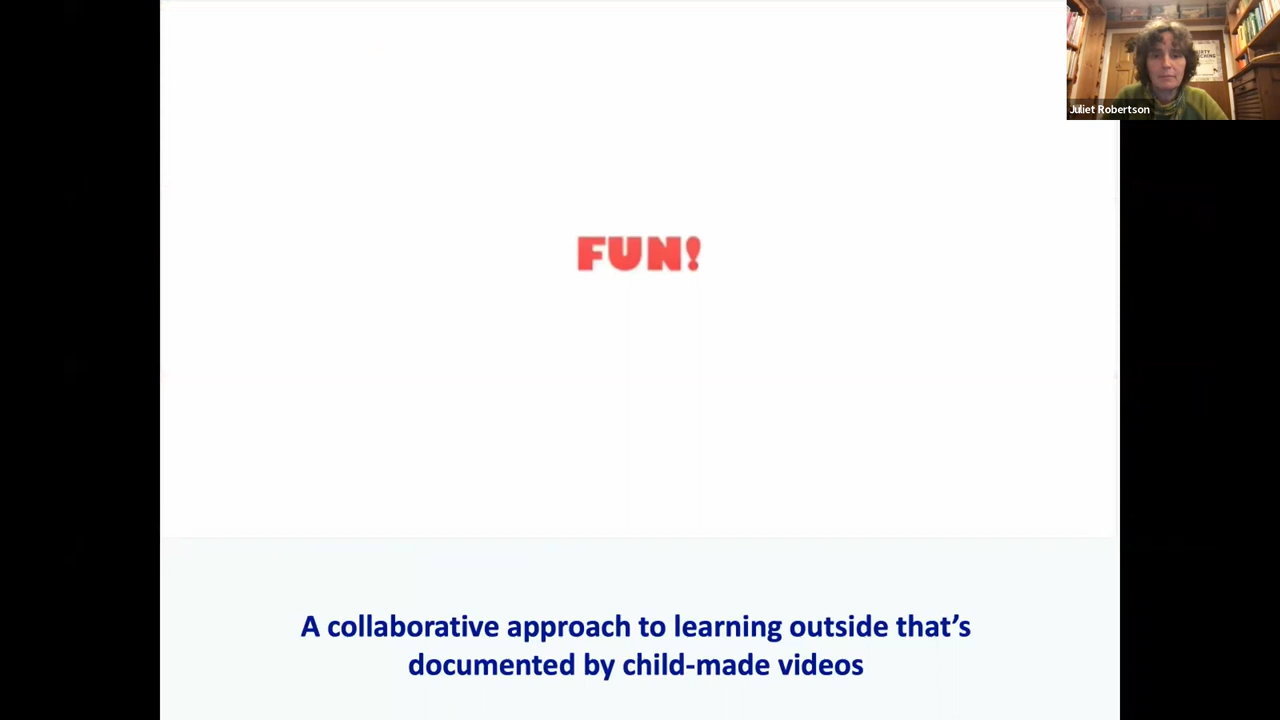 FUN!
Juliet Robertson
A collaborative approach to learning outside that's
documented by child-made videos